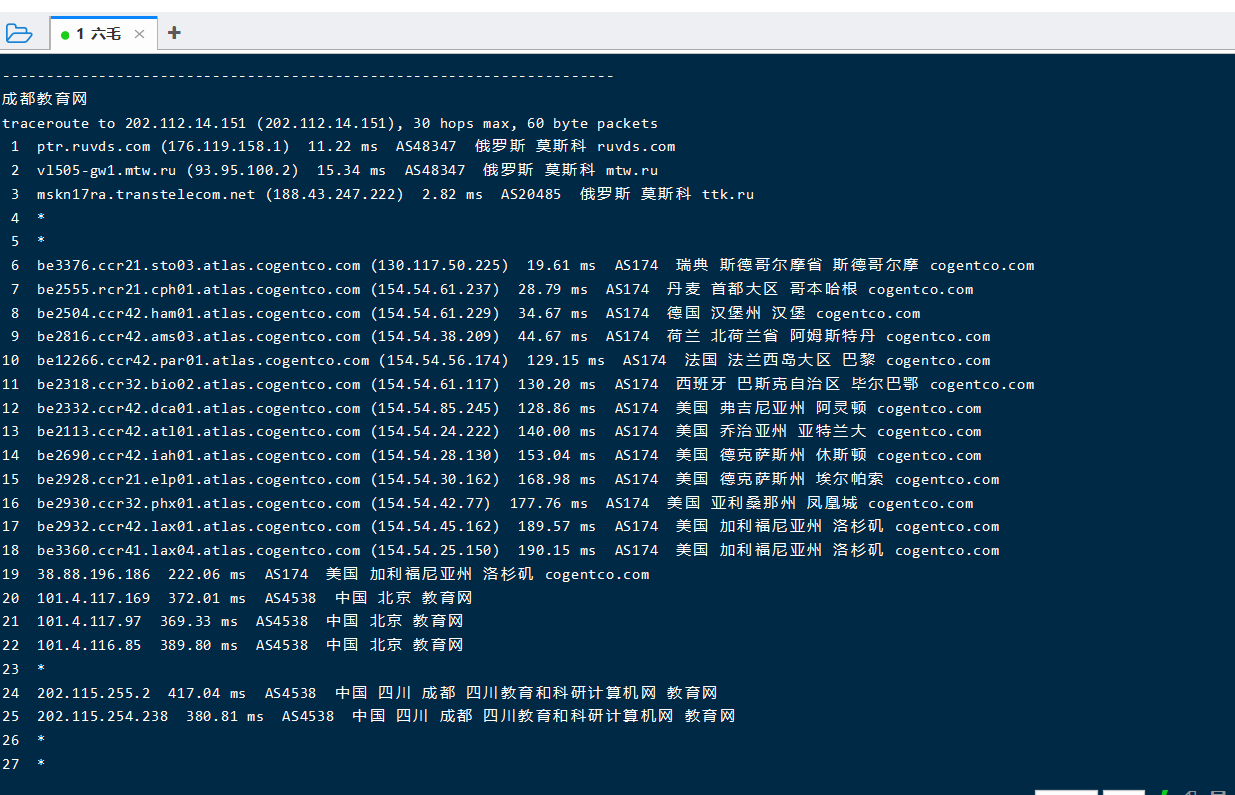 1 六毛 × +
----------------------------------------------------------------------
成都教育网
traceroute to 202.112.14.151 (202.112.14.151), 30 hops max, 60 byte packets
1 ptr.ruvds.com (176.119.158.1) 11.22 ms AS48347 俄罗斯 莫斯科 ruvds.com
2 vl505-gw1.mtw.ru (93.95.100.2) 15.34 ms AS48347 俄罗斯 莫斯科 mtw.ru
3 mskn17ra.transtelecom.net (188.43.247.222) 2.82 ms AS20485 俄罗斯 莫斯科 ttk.ru
4 *
5 *
6 be3376.ccr21.sto03.atlas.cogentco.com (130.117.50.225) 19.61 ms AS174 瑞典 斯德哥尔摩省 斯德哥尔摩 cogentco.com
7 be2555.rcr21.cph01.atlas.cogentco.com (154.54.61.237) 28.79 ms AS174 丹麦 首都大区 哥本哈根 cogentco.com
8 be2504.ccr42.ham01.atlas.cogentco.com (154.54.61.229) 34.67 ms AS174 德国 汉堡州 汉堡 cogentco.com
9 be2816.ccr42.ams03.atlas.cogentco.com (154.54.38.209) 44.67 ms AS174 荷兰 北荷兰省 阿姆斯特丹 cogentco.com
10 be12266.ccr42.par01.atlas.cogentco.com (154.54.56.174) 129.15 ms AS174 法国 法兰西岛大区 巴黎 cogentco.com
11 be2318.ccr32.bio02.atlas.cogentco.com (154.54.61.117) 130.20 ms AS174 西班牙 巴斯克自治区 毕尔巴鄂 cogentco.com
12 be2332.ccr42.dca01.atlas.cogentco.com (154.54.85.245) 128.86 ms AS174 美国 弗吉尼亚州 阿灵顿 cogentco.com
13 be2113.ccr42.atl01.atlas.cogentco.com (154.54.24.222) 140.00 ms AS174 美国 乔治亚州 亚特兰大 cogentco.com
14 be2690.ccr42.iah01.atlas.cogentco.com (154.54.28.130) 153.04 ms AS174 美国 德克萨斯州 休斯顿 cogentco.com
15 be2928.ccr21.elp01.atlas.cogentco.com (154.54.30.162) 168.98 ms AS174 美国 德克萨斯州 埃尔帕索 cogentco.com
16 be2930.ccr32.phx01.atlas.cogentco.com (154.54.42.77) 177.76 ms AS174 美国 亚利桑那州 凤凰城 cogentco.com
17 be2932.ccr42.lax01.atlas.cogentco.com (154.54.45.162) 189.57 ms AS174 美国 加利福尼亚州 洛杉矶 cogentco.com
18 be3360.ccr41.lax04.atlas.cogentco.com (154.54.25.150) 190.15 ms AS174 美国 加利福尼亚州 洛杉矶 cogentco.com
19 38.88.196.186 222.06 ms AS174 美国 加利福尼亚州 洛杉矶 cogentco.com
20 101.4.117.169 372.01 ms AS4538 中国 北京 教育网
21 101.4.117.97 369.33 ms AS4538 中国 北京 教育网
22 101.4.116.85 389.80 ms AS4538 中国 北京 教育网
23 *
24 202.115.255.2 417.04 ms AS4538 中国 四川 成都 四川教育和科研计算机网 教育网
25 202.115.254.238 380.81 ms AS4538 中国 四川 成都 四川教育和科研计算机网 教育网
26 *
27 *